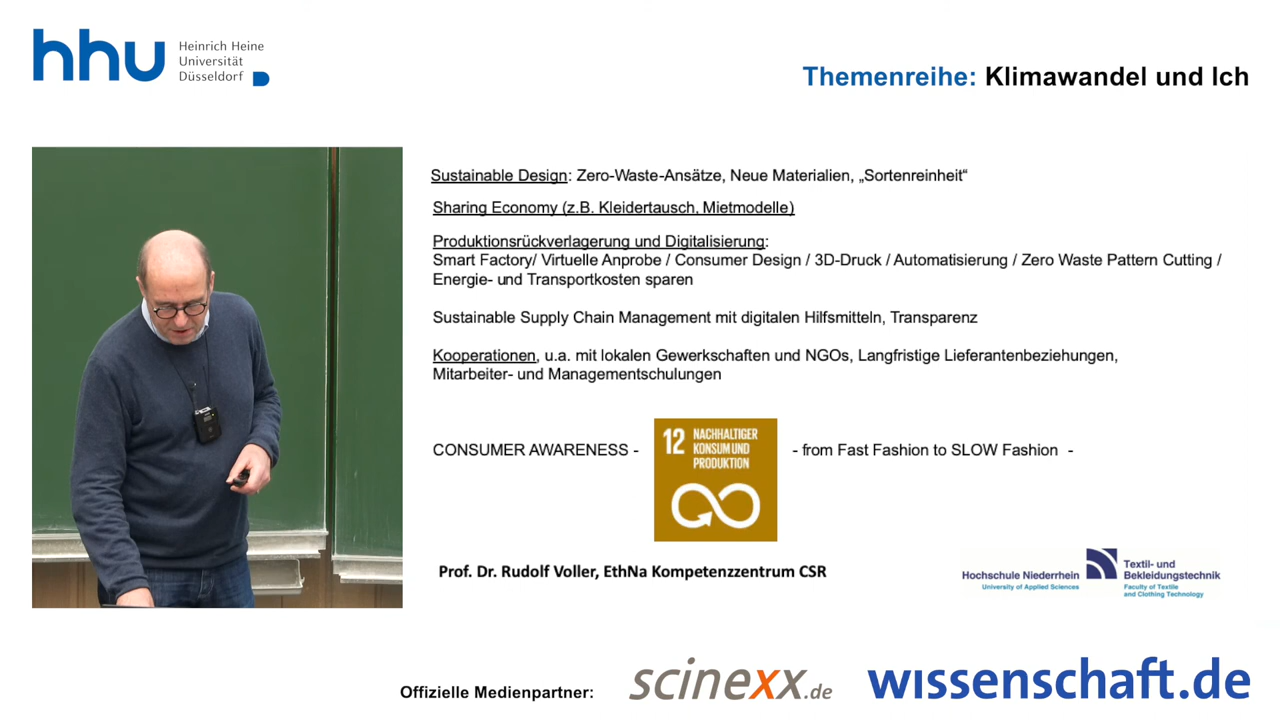 hhu Heinrich Heine
Universität
Düsseldorf
Themenreihe: Klimawandel und Ich
Sustainable Design: Zero-Waste-Ansätze, Neue Materialien, „Sortenreinheit“
Sharing Economy (z.B. Kleidertausch, Mietmodelle)
Produktionsrückverlagerung und Digitalisierung:
Smart Factory/ Virtuelle Anprobe / Consumer Design / 3D-Druck / Automatisierung / Zero Waste Pattern Cutting /
Energie- und Transportkosten sparen
Sustainable Supply Chain Management mit digitalen Hilfsmitteln, Transparenz
Kooperationen, u.a. mit lokalen Gewerkschaften und NGOs, Langfristige Lieferantenbeziehungen,
Mitarbeiter- und Managementschulungen
CONSUMER AWARENESS -
12 NACHHALTIGER
KONSUM UND
PRODUKTION
- from Fast Fashion to SLOW Fashion -
Prof. Dr. Rudolf Voller, EthNa Kompetenzzentrum CSR
Hochschule Niederrhein
University of Applied Sciences
Textil- und
Bekleidungstechnik
Faculty of Textile
and Clothing Technology
Offizielle Medienpartner:
scinexx.de
wissenschaft.de